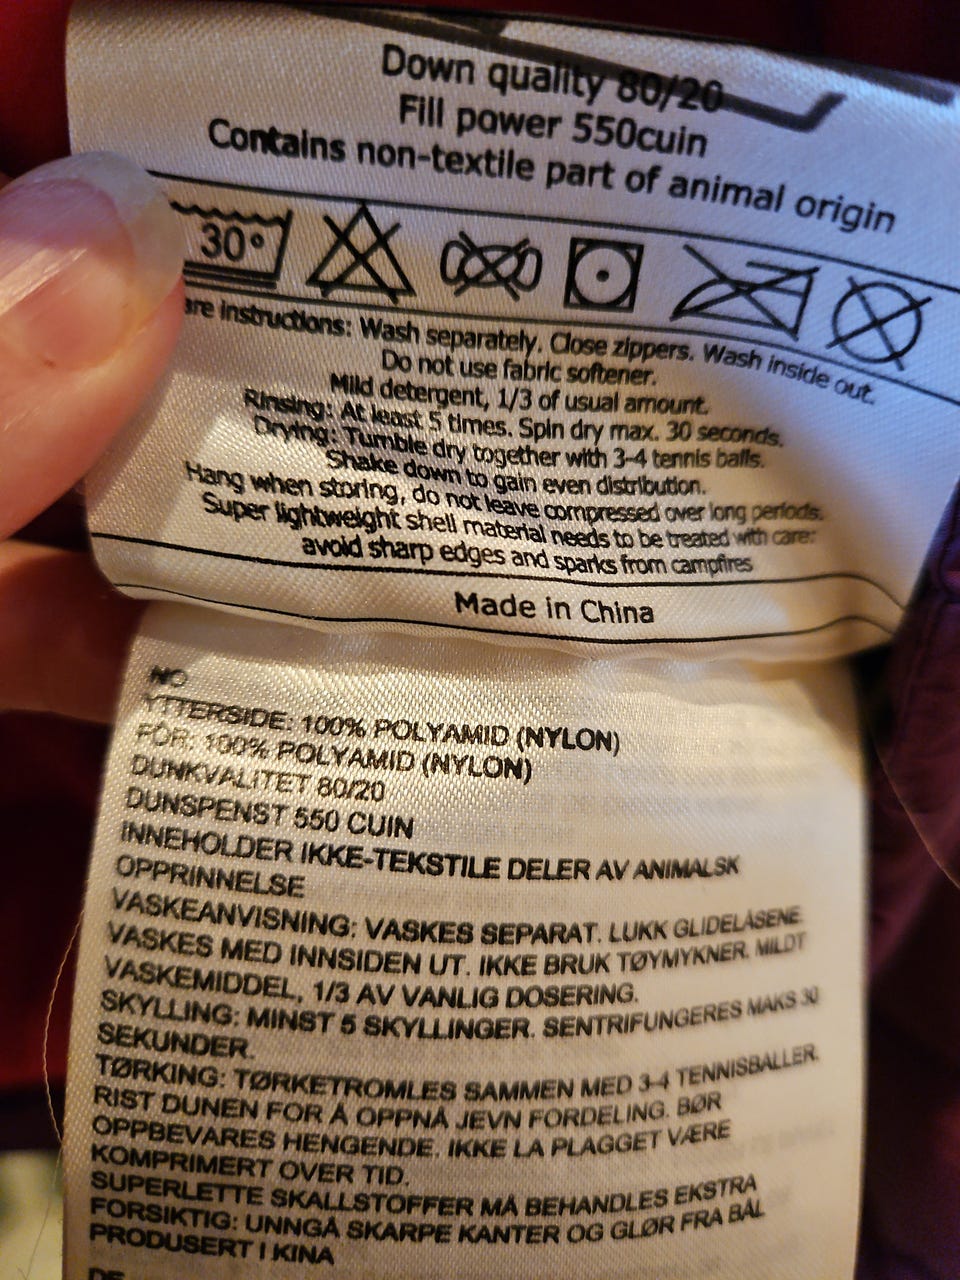 Down quality 80/20
Fill power 550cuin
Contains non-textile part of animal origin
30°
are instructions: Wash separately. Close zippers. Wash inside out.
Do not use fabric softener.
Mild detergent, 1/3 of usual amount.
Rinsing: At least 5 times. Spin dry max. 30 seconds.
Drying: Tumble dry together with 3-4 tennis balls.
Shake down to gain even distribution.
Hang when storing, do not leave compressed over long periods.
Super lightweight shell material needs to be treated with care:
avoid sharp edges and sparks from campfires
Made in China
NO
YTTERSIDE: 100% POLYAMID (NYLON)
FÓR: 100% POLYAMID (NYLON)
DUNKVALITET 80/20
DUNSPENST 550 CUIN
INNEHOLDER IKKE-TEKSTILE DELER AV ANIMALSK
OPPRINNELSE
VASKEANVISNING: VASKES SEPARAT. LUKK GLIDELÅSENE.
VASKES MED INNSIDEN UT. IKKE BRUK TØYMYKNER. MILDT
VASKEMIDDEL, 1/3 AV VANLIG DOSERING.
SKYLLING: MINST 5 SKYLLINGER. SENTRIFUNGERES MAKS 30
SEKUNDER.
TØRKING: TØRKETROMLES SAMMEN MED 3-4 TENNISBALLER.
RIST DUNEN FOR Å OPPNÅ JEVN FORDELING. BØR
OPPBEVARES HENGENDE. IKKE LA PLAGGET VÆRE
KOMPRIMERT OVER TID.
SUPERLETTE SKALLSTOFFER MÅ BEHANDLES EKSTRA
FORSIKTIG: UNNGÅ SKARPE KANTER OG GLØR FRA BÅL
PRODUSERT I KINA
DE